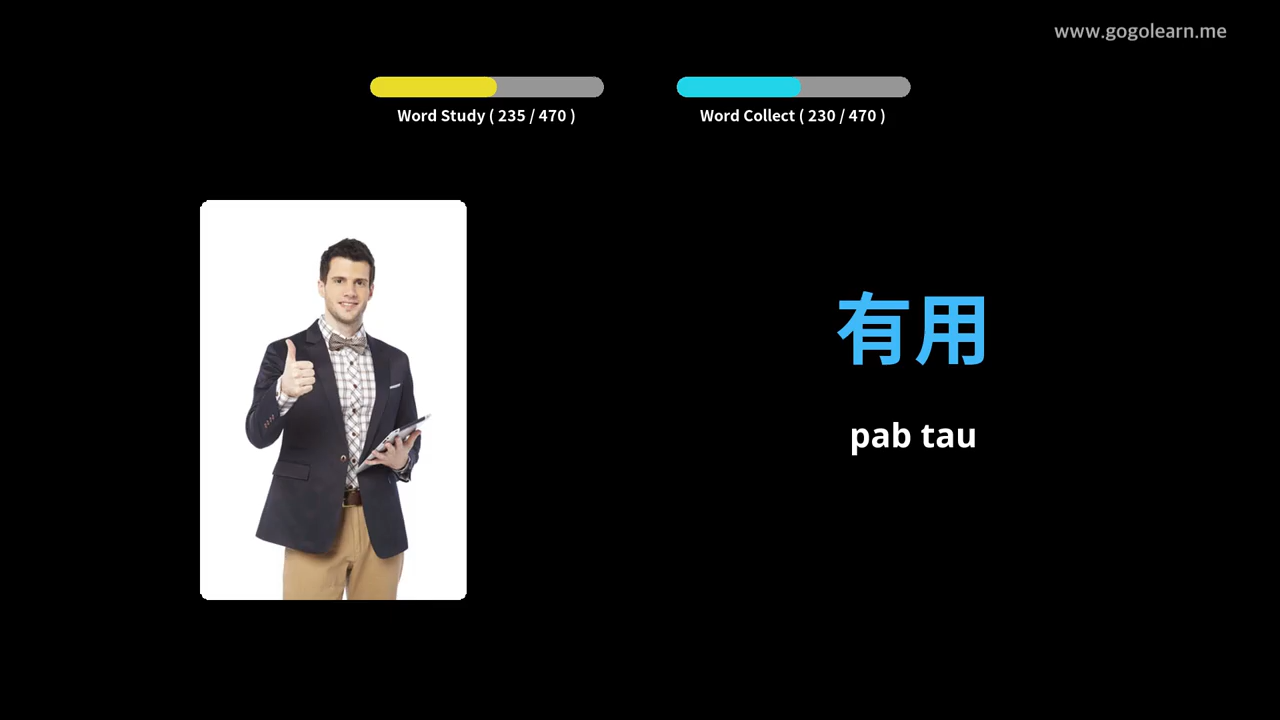 www.gogolearn.me
Word Study ( 235 / 470 )
Word Collect ( 230 / 470 )
有用
pab tau